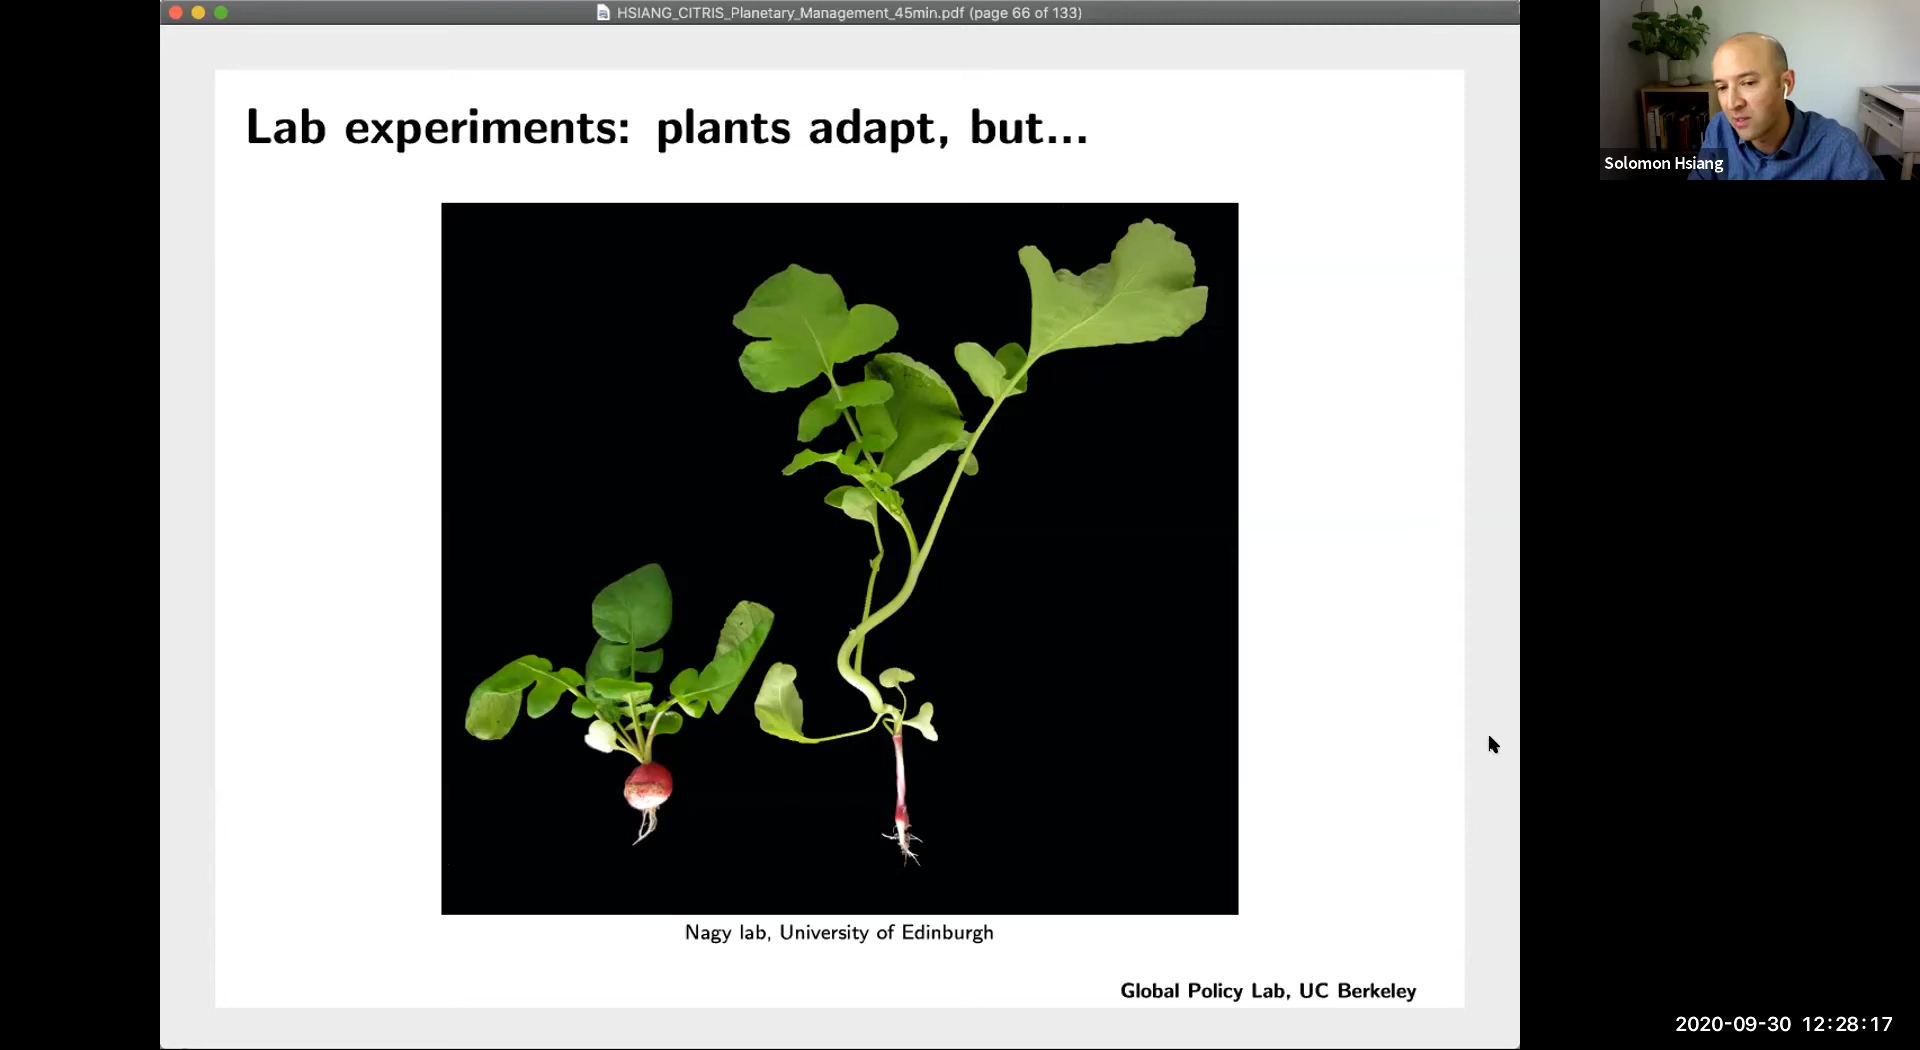 HSIANG_CITRIS_Planetary_Management_45min.pdf (page 66 of 133)
Lab experiments: plants adapt, but...
Solomon Hsiang
Nagy lab, University of Edinburgh
Global Policy Lab, UC Berkeley
2020-09-30 12:28:17